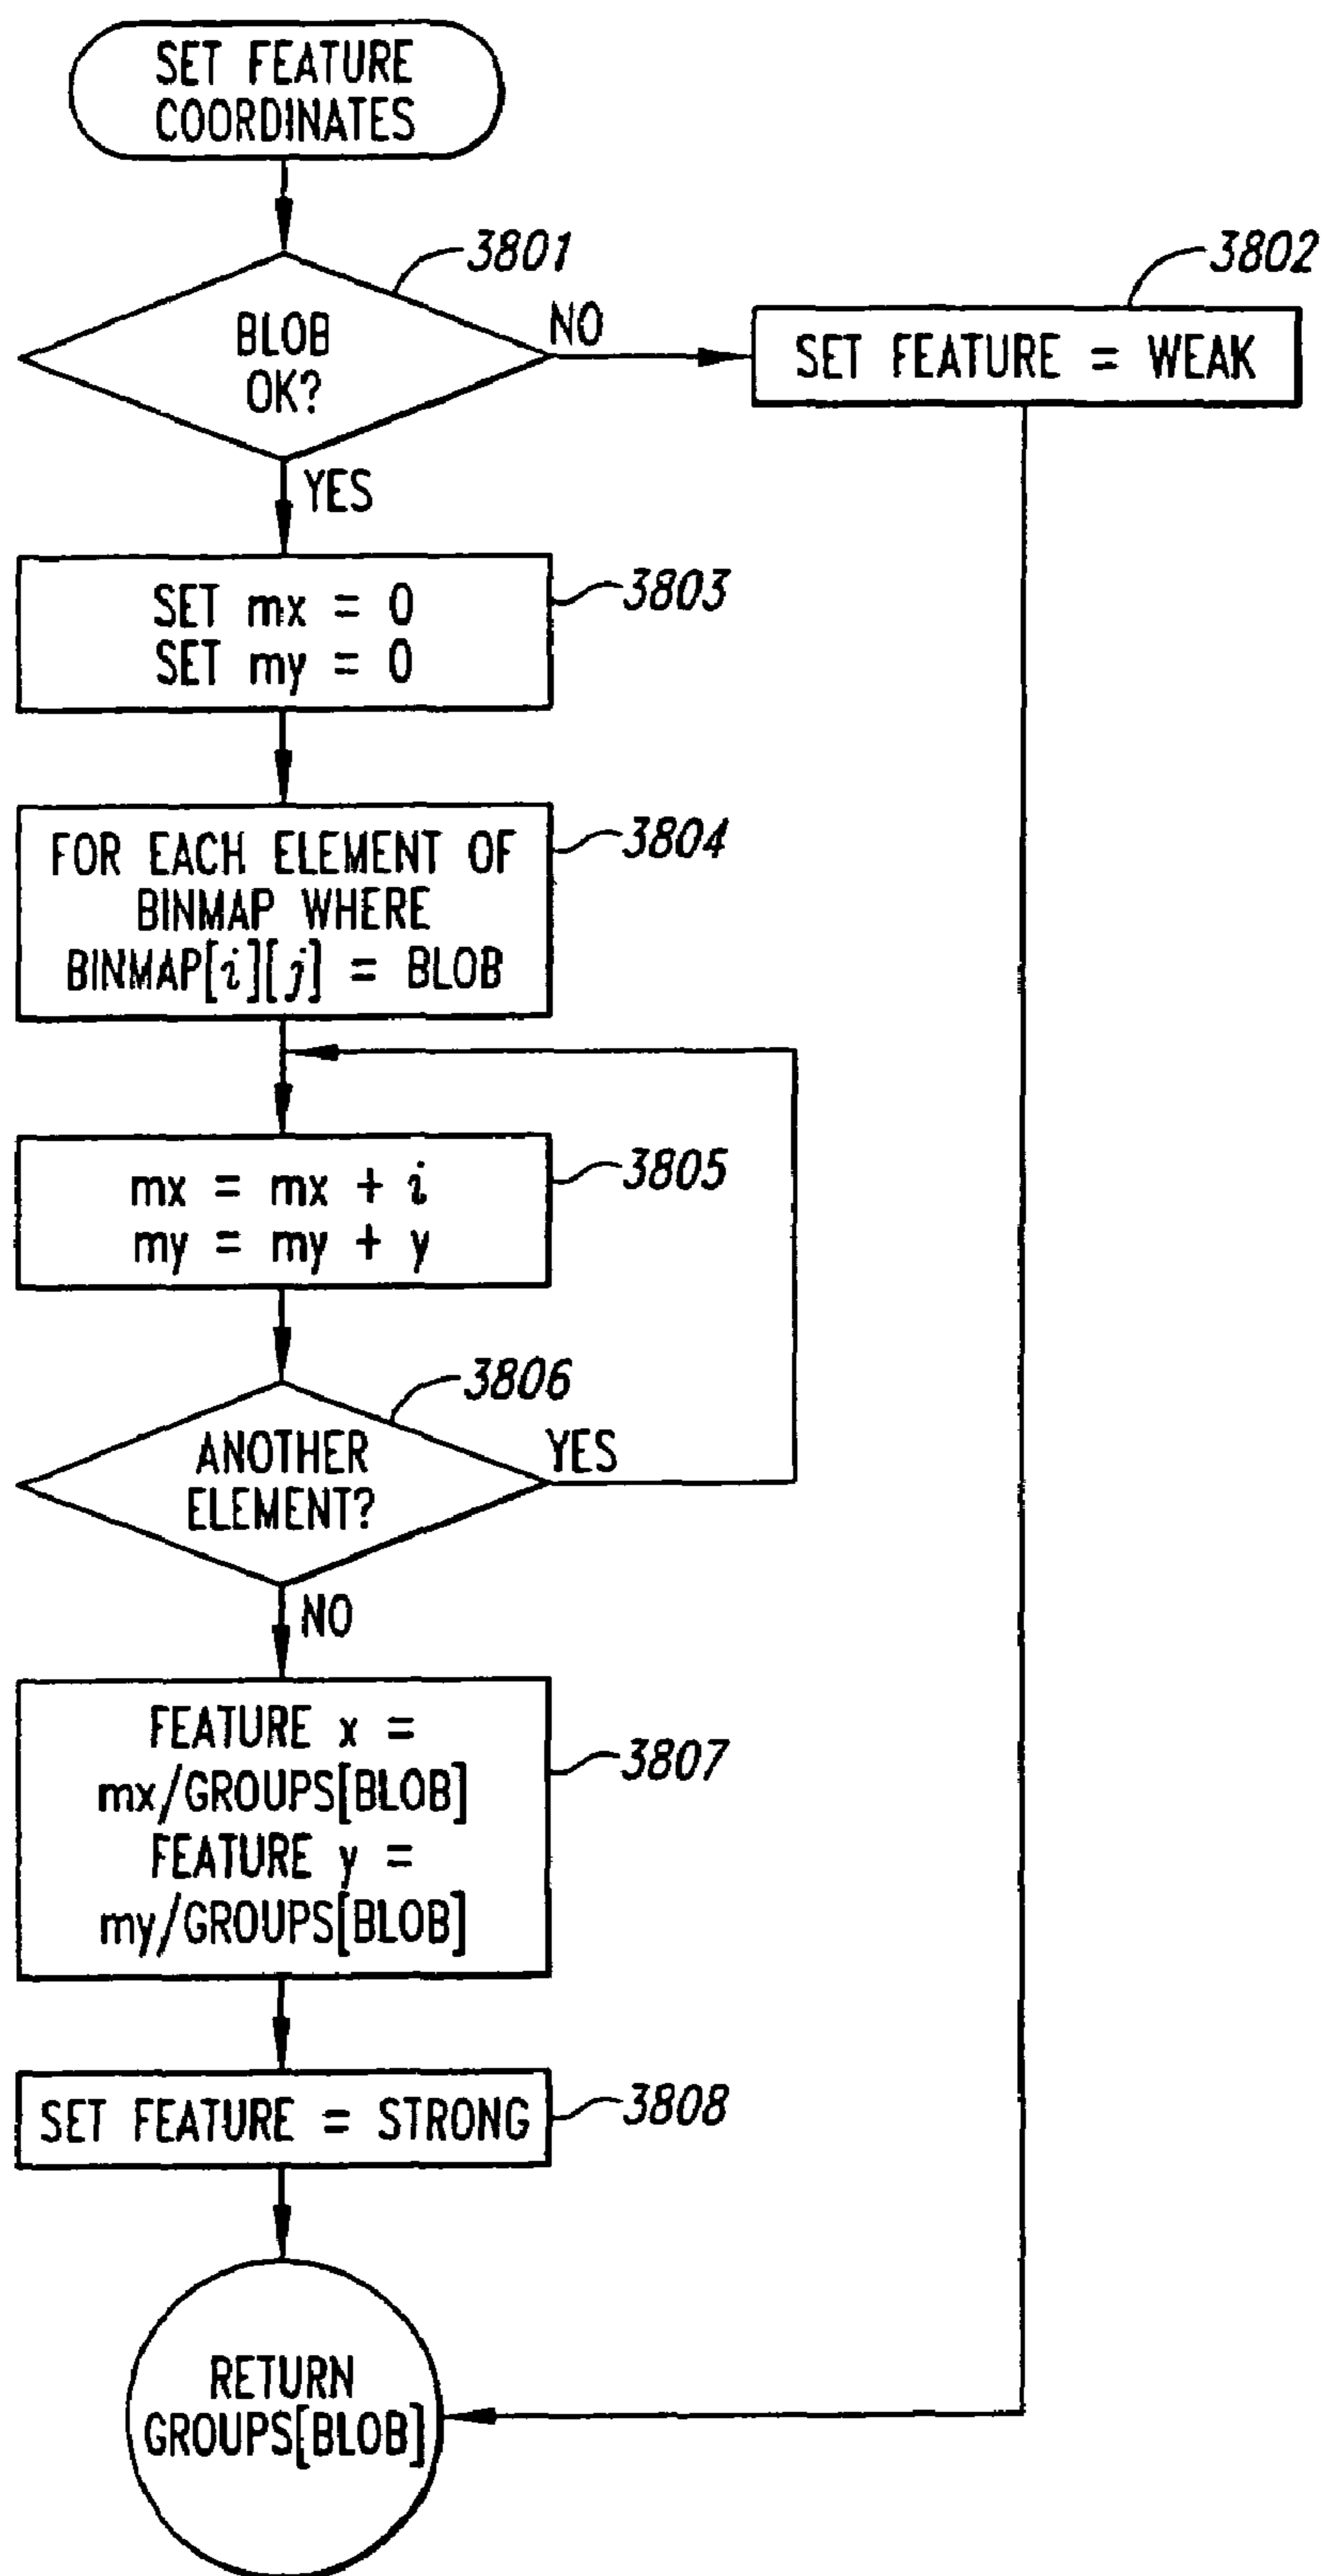 SET FEATURE
COORDINATES
3801
BLOB
OK?
NO
3802
SET FEATURE = WEAK
YES
SET mx = 0
SET my = 0
3803
FOR EACH ELEMENT OF
BINMAP WHERE
BINMAP[i][j] = BLOB
3804
mx = mx + i
my = my + y
3805
3806
ANOTHER
ELEMENT?
YES
NO
FEATURE x =
mx/GROUPS[BLOB]
FEATURE y =
my/GROUPS[BLOB]
3807
SET FEATURE = STRONG
3808
RETURN
GROUPS[BLOB]